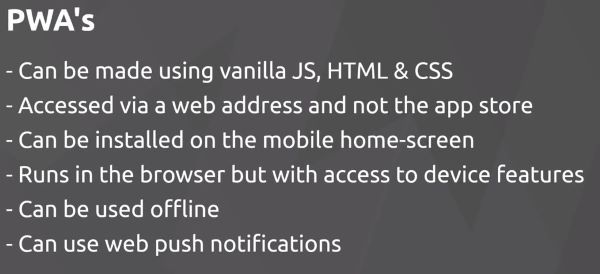 PWA's
- Can be made using vanilla JS, HTML & CSS
- Accessed via a web address and not the app store
- Can be installed on the mobile home-screen
- Runs in the browser but with access to device features
- Can be used offline
- Can use web push notifications